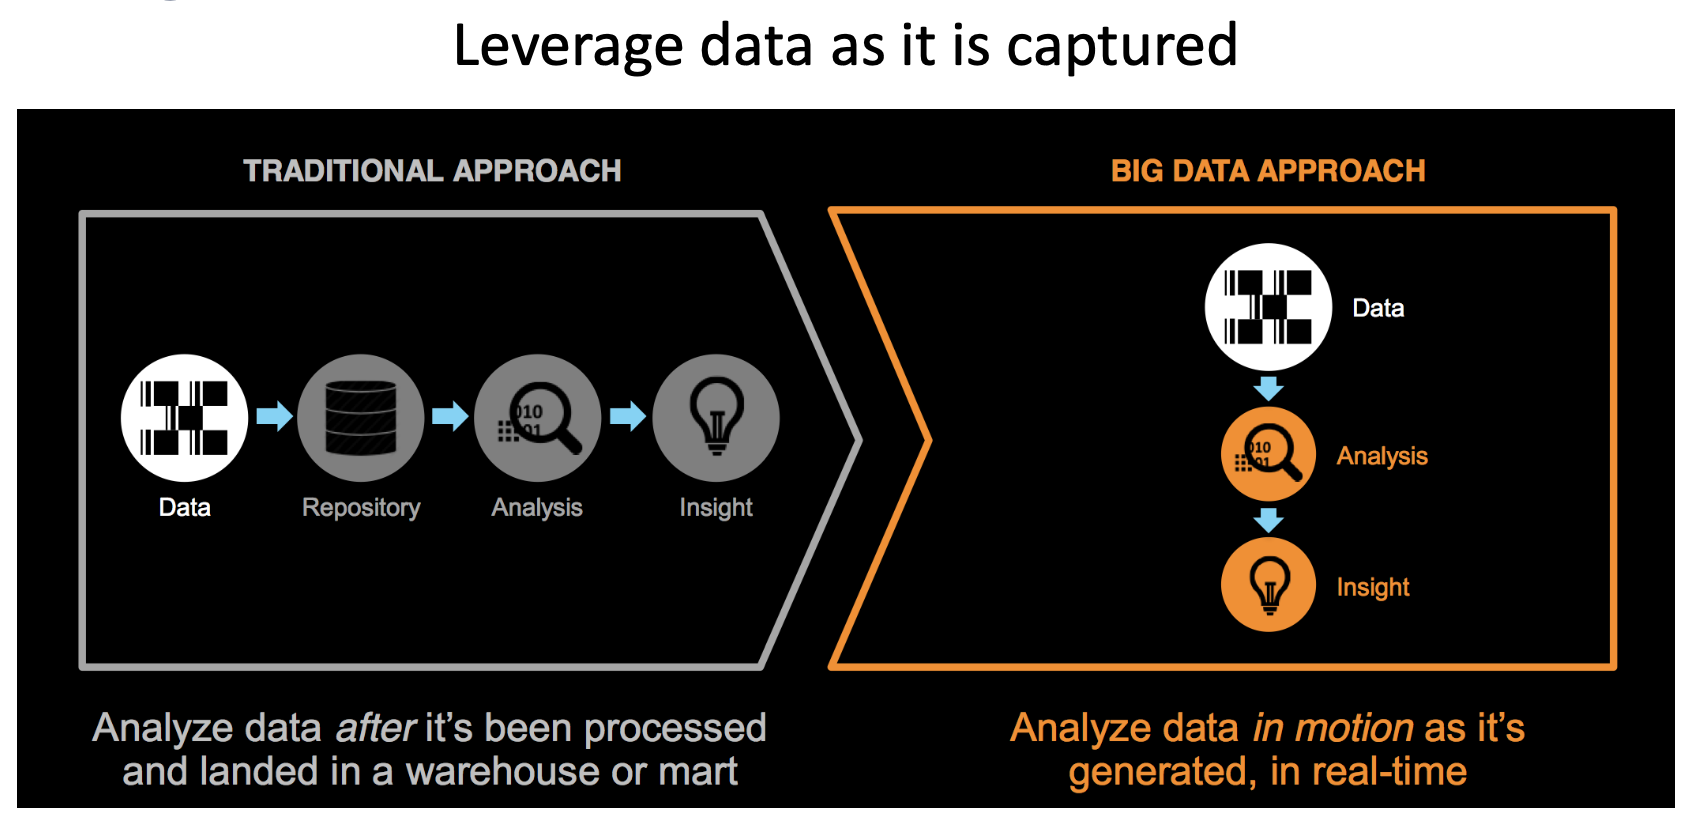 Leverage data as it is captured
TRADITIONAL APPROACH
Data
Repository
010
01
Analysis
Insight
Analyze data after it's been processed
and landed in a warehouse or mart
BIG DATA APPROACH
Data
010
01
Analysis
Insight
Analyze data in motion as it's
generated, in real-time